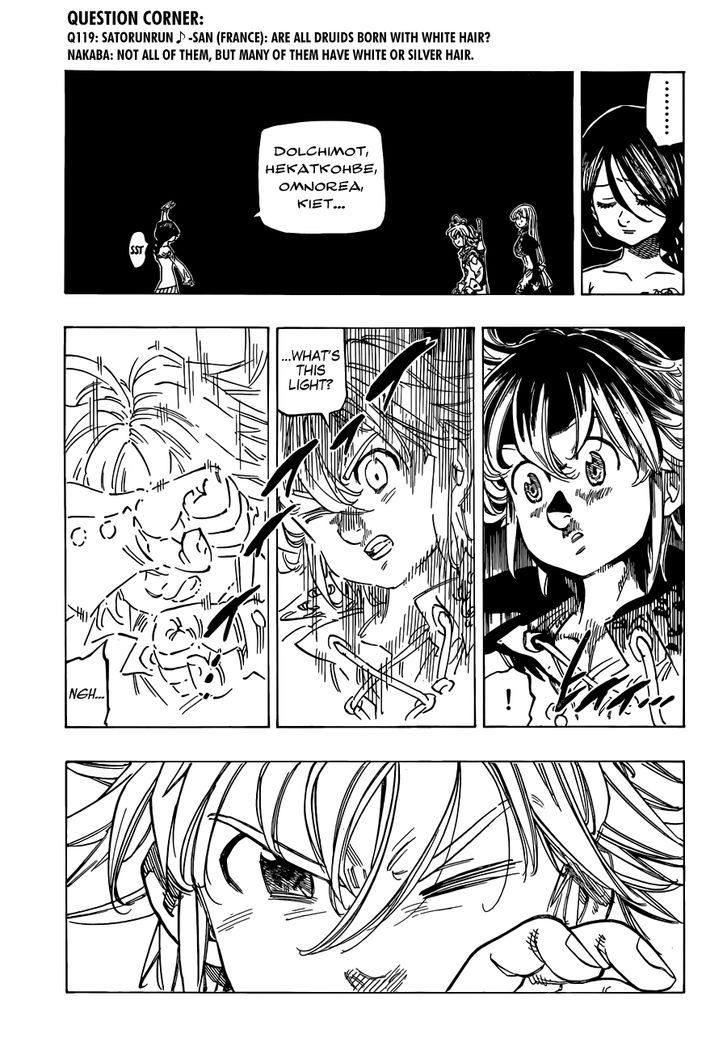 QUESTION CORNER:
Q119: SATORUNRUN♪-SAN (FRANCE): ARE ALL DRUIDS BORN WITH WHITE HAIR?
NAKABA: NOT ALL OF THEM, BUT MANY OF THEM HAVE WHITE OR SILVER HAIR.
.........
DOLCHIMOT,
HEKATKOHBE,
OMNOREA,
KIET...
SST
!
...WHAT'S
THIS
LIGHT?
NGH...